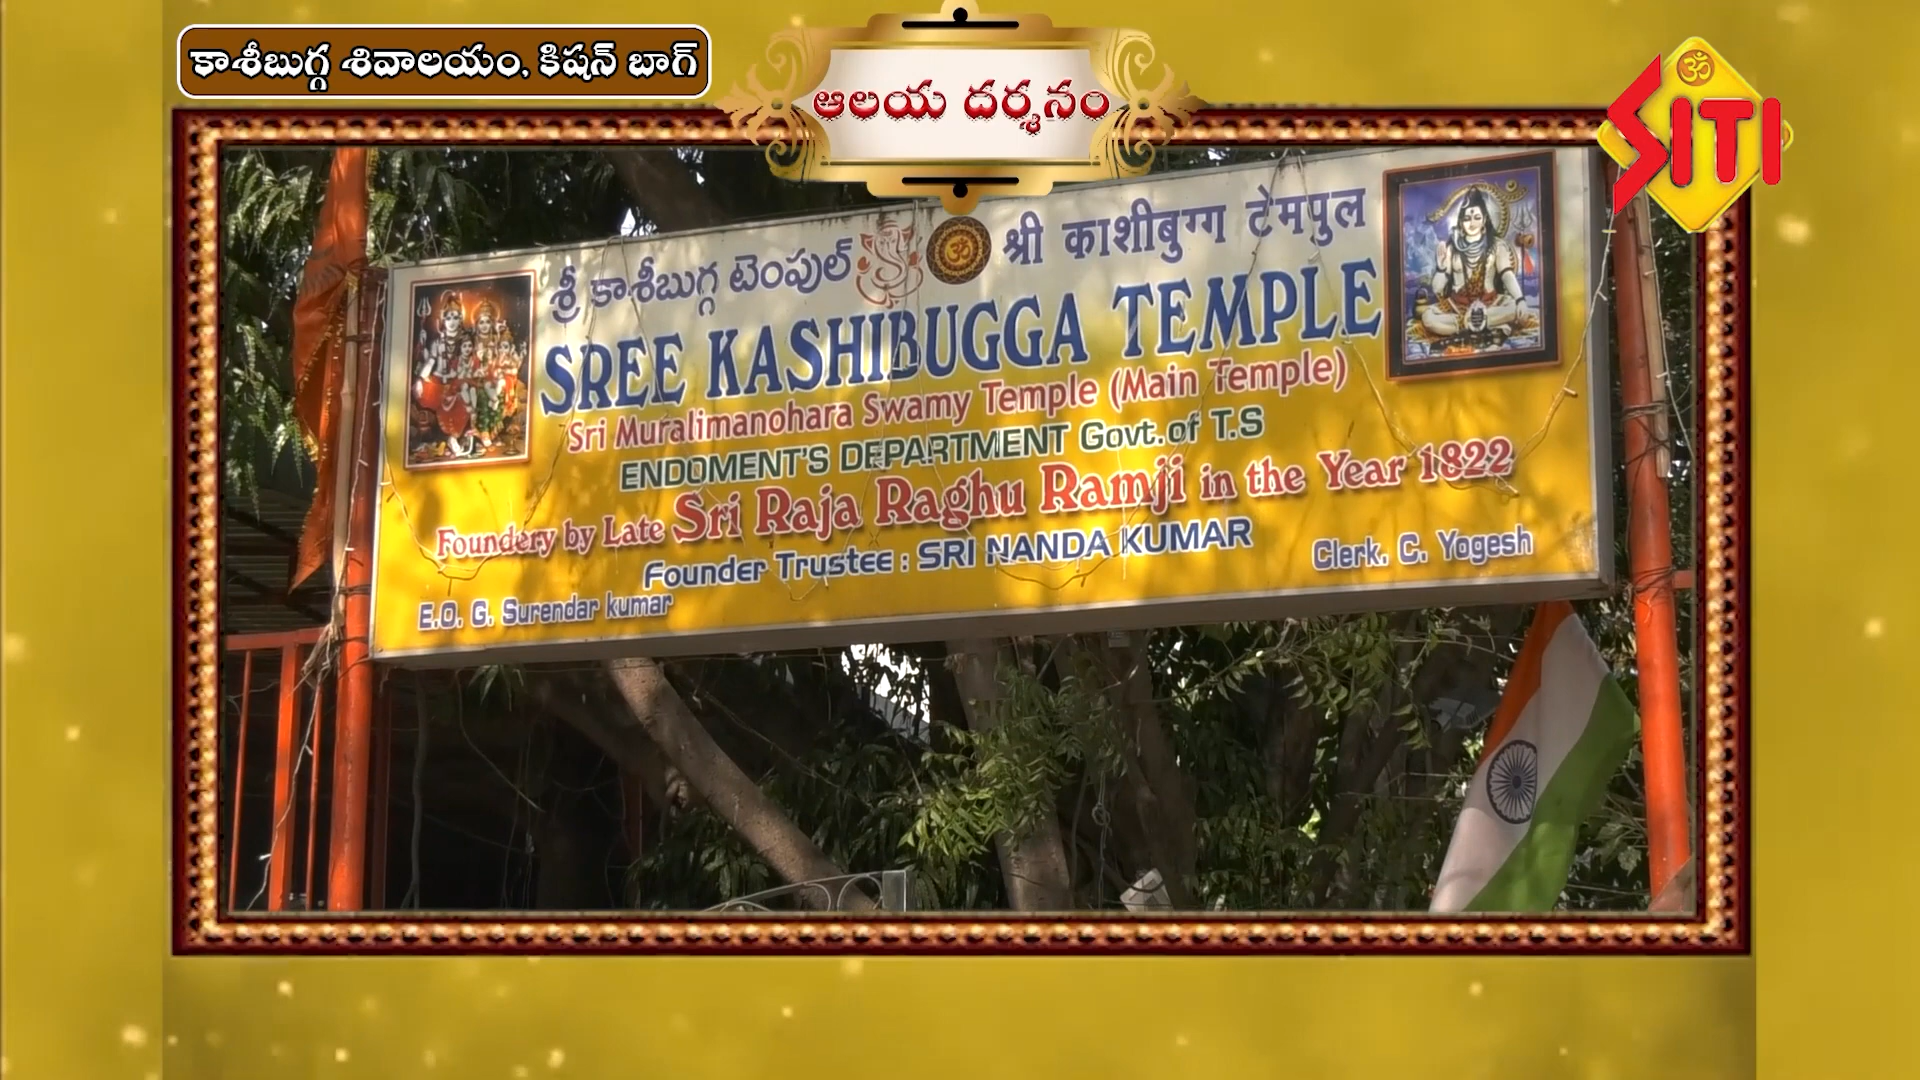 కాశీబుగ్గ శివాలయం, కిషన్ బాగ్
ఆలయ దర్శనం
ॐ
SITI
శ్రీ కాశీబుగ్గ టెంపుల్ ॐ श्री काशीबुग्ग टेमपुल
SREE KASHIBUGGA TEMPLE
Sri Muralimanohara Swamy Temple (Main Temple)
ENDOMENT'S DEPARTMENT Govt.of T.S
Foundery by Late Sri Raja Raghu Ramji in the Year 1822
Founder Trustee : SRI NANDA KUMAR
E.O. G. Surendar kumar
Clerk. C. Yogesh